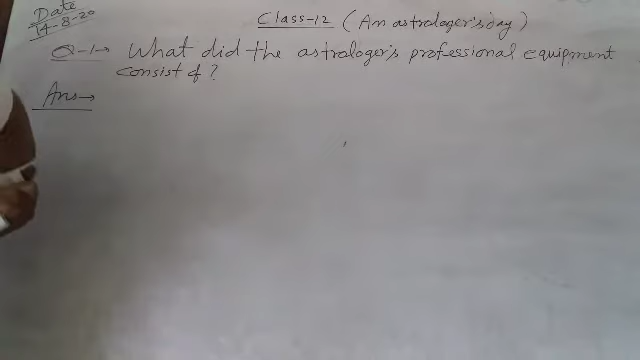 Date
14-8-20
Class-12 (An astrologer's day)
Q-1→ What did the astrologer's professional equipment
consist of?
Ans→